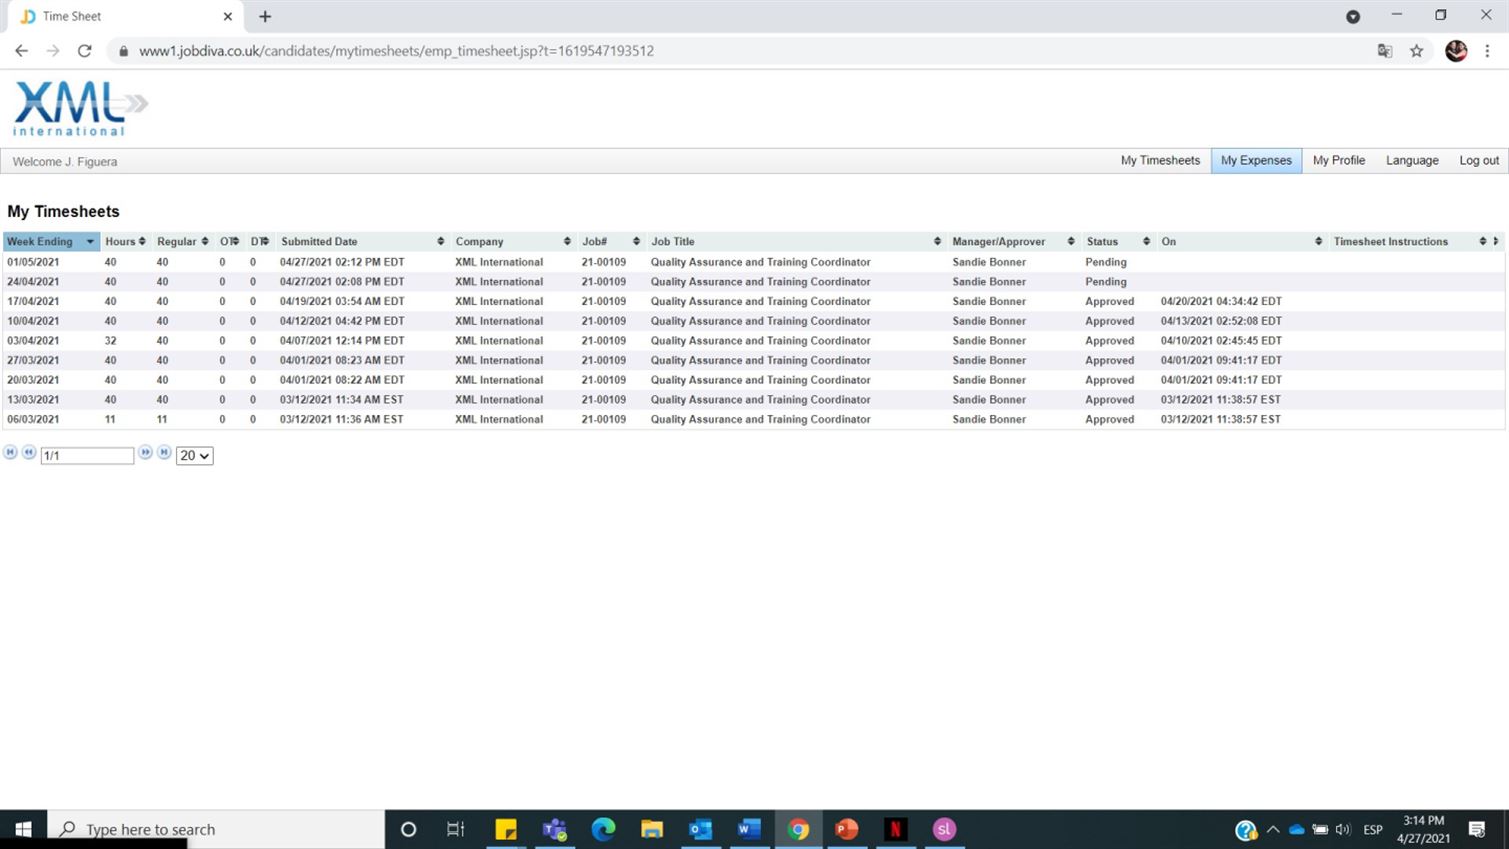 Time Sheet
www1.jobdiva.co.uk/candidates/mytimesheets/emp_timesheet.jsp?t=1619547193512
XML
international
Welcome J. Figuera My Timesheets My Expenses My Profile Language Log out
My Timesheets
Week Ending Hours Regular OT DT Submitted Date Company Job# Job Title Manager/Approver Status On Timesheet Instructions
01/05/2021 40 40 0 0 04/27/2021 02:12 PM EDT XML International 21-00109 Quality Assurance and Training Coordinator Sandie Bonner Pending
24/04/2021 40 40 0 0 04/27/2021 02:08 PM EDT XML International 21-00109 Quality Assurance and Training Coordinator Sandie Bonner Pending
17/04/2021 40 40 0 0 04/19/2021 03:54 AM EDT XML International 21-00109 Quality Assurance and Training Coordinator Sandie Bonner Approved 04/20/2021 04:34:42 EDT
10/04/2021 40 40 0 0 04/12/2021 04:42 PM EDT XML International 21-00109 Quality Assurance and Training Coordinator Sandie Bonner Approved 04/13/2021 02:52:08 EDT
03/04/2021 32 40 0 0 04/07/2021 12:14 PM EDT XML International 21-00109 Quality Assurance and Training Coordinator Sandie Bonner Approved 04/10/2021 02:45:45 EDT
27/03/2021 40 40 0 0 04/01/2021 08:23 AM EDT XML International 21-00109 Quality Assurance and Training Coordinator Sandie Bonner Approved 04/01/2021 09:41:17 EDT
20/03/2021 40 40 0 0 04/01/2021 08:22 AM EDT XML International 21-00109 Quality Assurance and Training Coordinator Sandie Bonner Approved 04/01/2021 09:41:17 EDT
13/03/2021 40 40 0 0 03/12/2021 11:34 AM EST XML International 21-00109 Quality Assurance and Training Coordinator Sandie Bonner Approved 03/12/2021 11:38:57 EST
06/03/2021 11 11 0 0 03/12/2021 11:36 AM EST XML International 21-00109 Quality Assurance and Training Coordinator Sandie Bonner Approved 03/12/2021 11:38:57 EST
1/1 20
Type here to search
sl
ESP
3:14 PM
4/27/2021